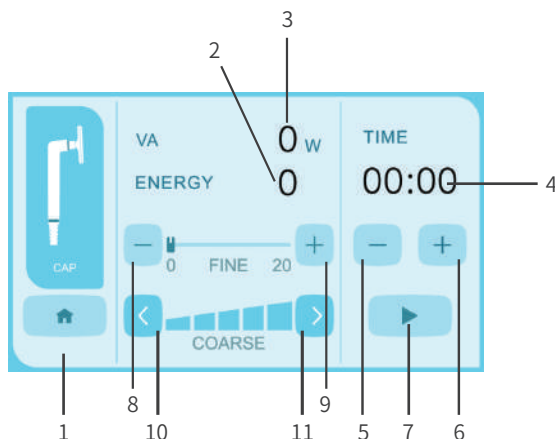 3
2
VA 0 W TIME
ENERGY 0 00:00 4
− + − +
0 FINE 20
CAP
< >
COARSE
8 9
1 10 11 5 7 6